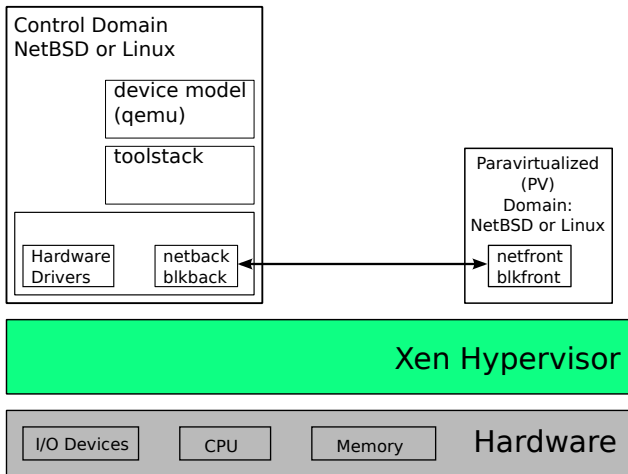 Control Domain
NetBSD or Linux
device model
(qemu)
toolstack
Hardware
Drivers
netback
blkback
Paravirtualized
(PV)
Domain:
NetBSD or Linux
netfront
blkfront
Xen Hypervisor
I/O Devices
CPU
Memory
Hardware